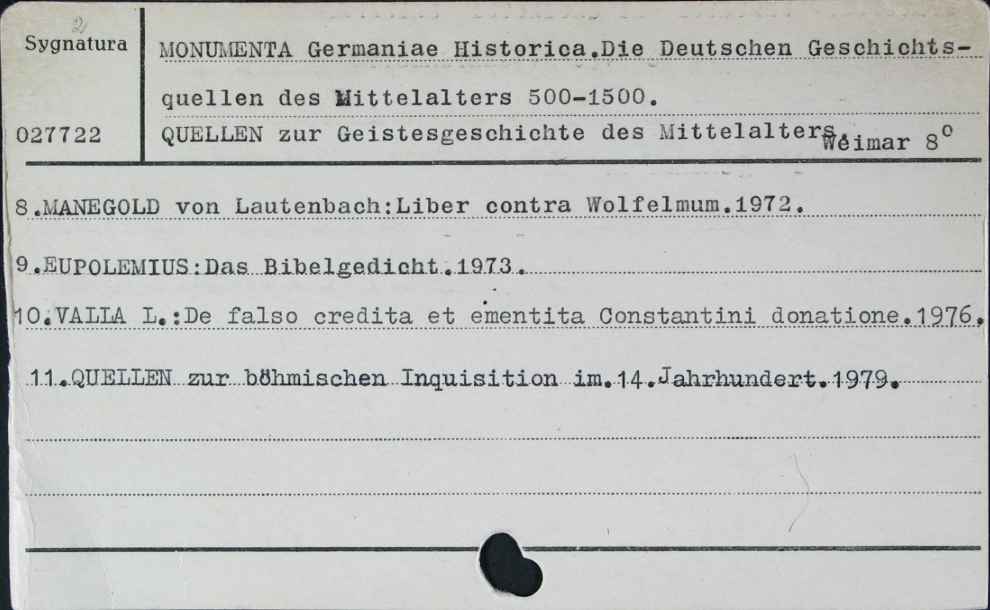 2
Sygnatura
MONUMENTA Germaniae Historica.Die Deutschen Geschichts-
quellen des Mittelalters 500-1500.
027722
QUELLEN zur Geistesgeschichte des Mittelalters.
Weimar 8°
8.MANEGOLD von Lautenbach:Liber contra Wolfelmum.1972.
9.EUPOLEMIUS:Das Bibelgedicht.1973.
10.VALLA L.:De falso credita et ementita Constantini donatione.1976.
11.QUELLEN zur böhmischen Inquisition im.14.Jahrhundert.1979.